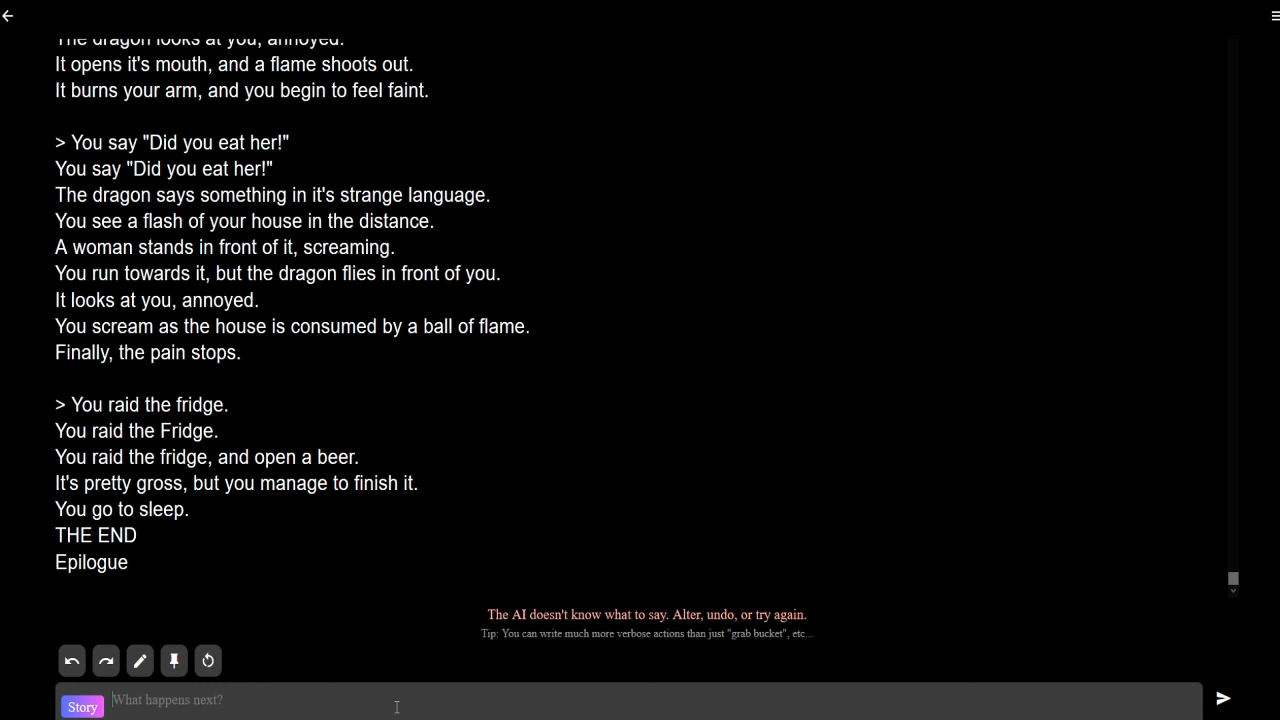 The dragon looks at you, annoyed.
It opens it's mouth, and a flame shoots out.
It burns your arm, and you begin to feel faint.
> You say "Did you eat her!"
You say "Did you eat her!"
The dragon says something in it's strange language.
You see a flash of your house in the distance.
A woman stands in front of it, screaming.
You run towards it, but the dragon flies in front of you.
It looks at you, annoyed.
You scream as the house is consumed by a ball of flame.
Finally, the pain stops.
> You raid the fridge.
You raid the Fridge.
You raid the fridge, and open a beer.
It's pretty gross, but you manage to finish it.
You go to sleep.
THE END
Epilogue
The AI doesn't know what to say. Alter, undo, or try again.
Tip: You can write much more verbose actions than just "grab bucket", etc...
Story What happens next?